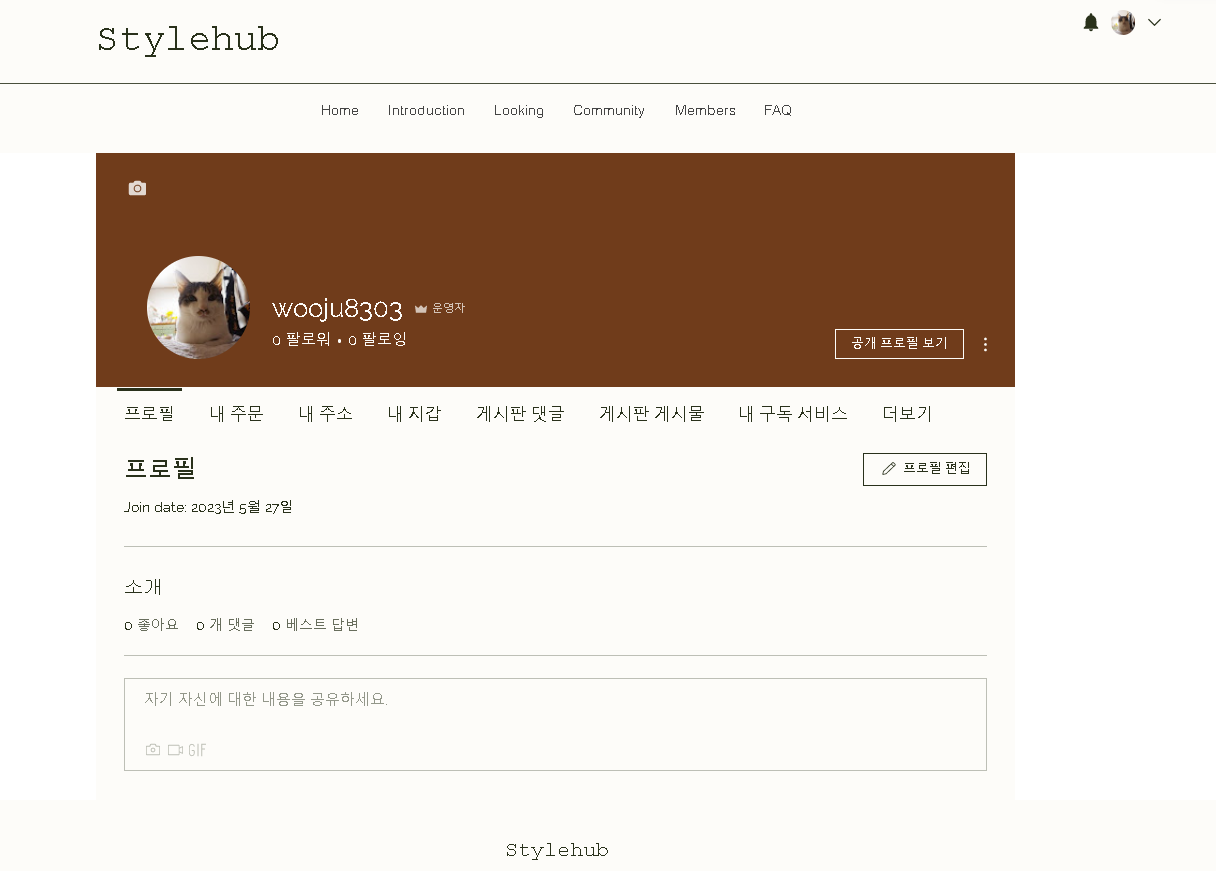 Stylehub
Home Introduction Looking Community Members FAQ
wooju8303 운영자
0 팔로워 • 0 팔로잉
공개 프로필 보기
프로필 내 주문 내 주소 내 지갑 게시판 댓글 게시판 게시물 내 구독 서비스 더보기
프로필
프로필 편집
Join date: 2023년 5월 27일
소개
0 좋아요 0 개 댓글 0 베스트 답변
자기 자신에 대한 내용을 공유하세요.
GIF
Stylehub